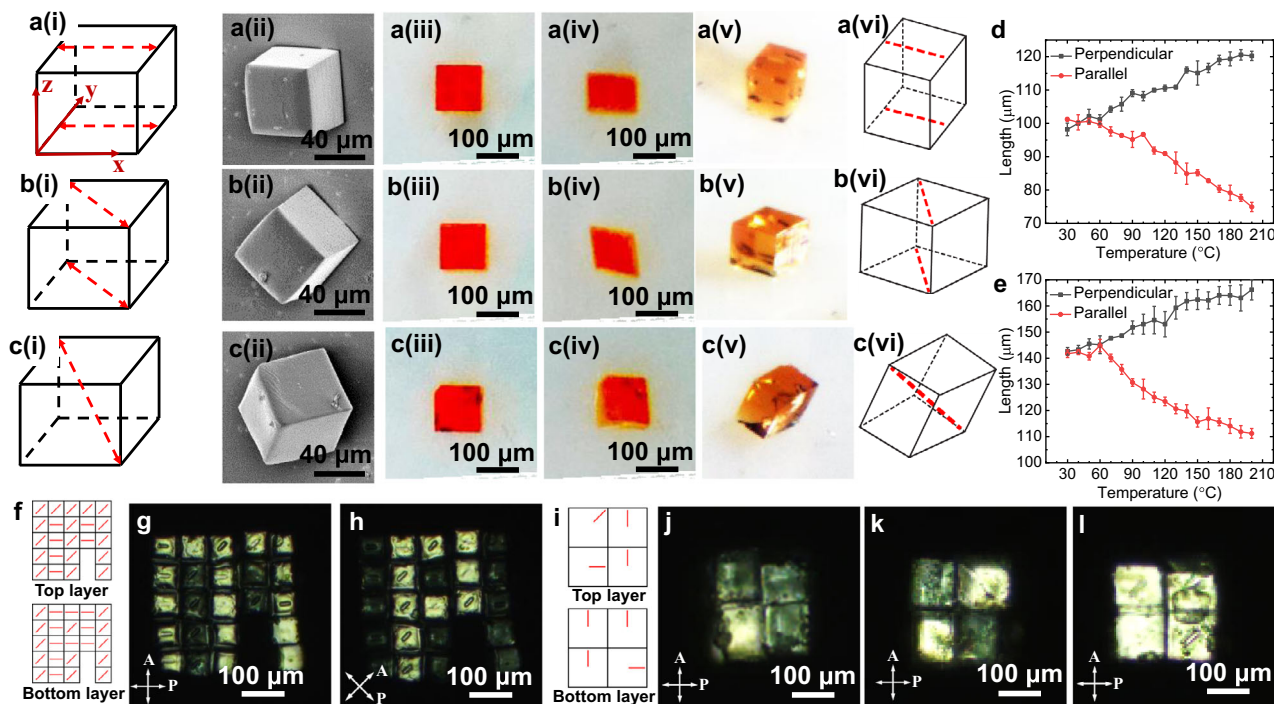 a(i)
z
y
x
a(ii)
40 µm
a(iii)
100 µm
a(iv)
100 µm
a(v)
a(vi)
b(i)
b(ii)
40 µm
b(iii)
100 µm
b(iv)
100 µm
b(v)
b(vi)
c(i)
c(ii)
40 µm
c(iii)
100 µm
c(iv)
100 µm
c(v)
c(vi)
d
Perpendicular
Parallel
Length (µm)
120
110
100
90
80
70
30 60 90 120 150 180 210
Temperature (°C)
e
Perpendicular
Parallel
Length (µm)
170
160
150
140
130
120
110
100
30 60 90 120 150 180 210
Temperature (°C)
f
Top layer
Bottom layer
g
A
P
100 µm
h
A
P
100 µm
i
Top layer
Bottom layer
j
A
P
100 µm
k
A
P
100 µm
l
A
P
100 µm